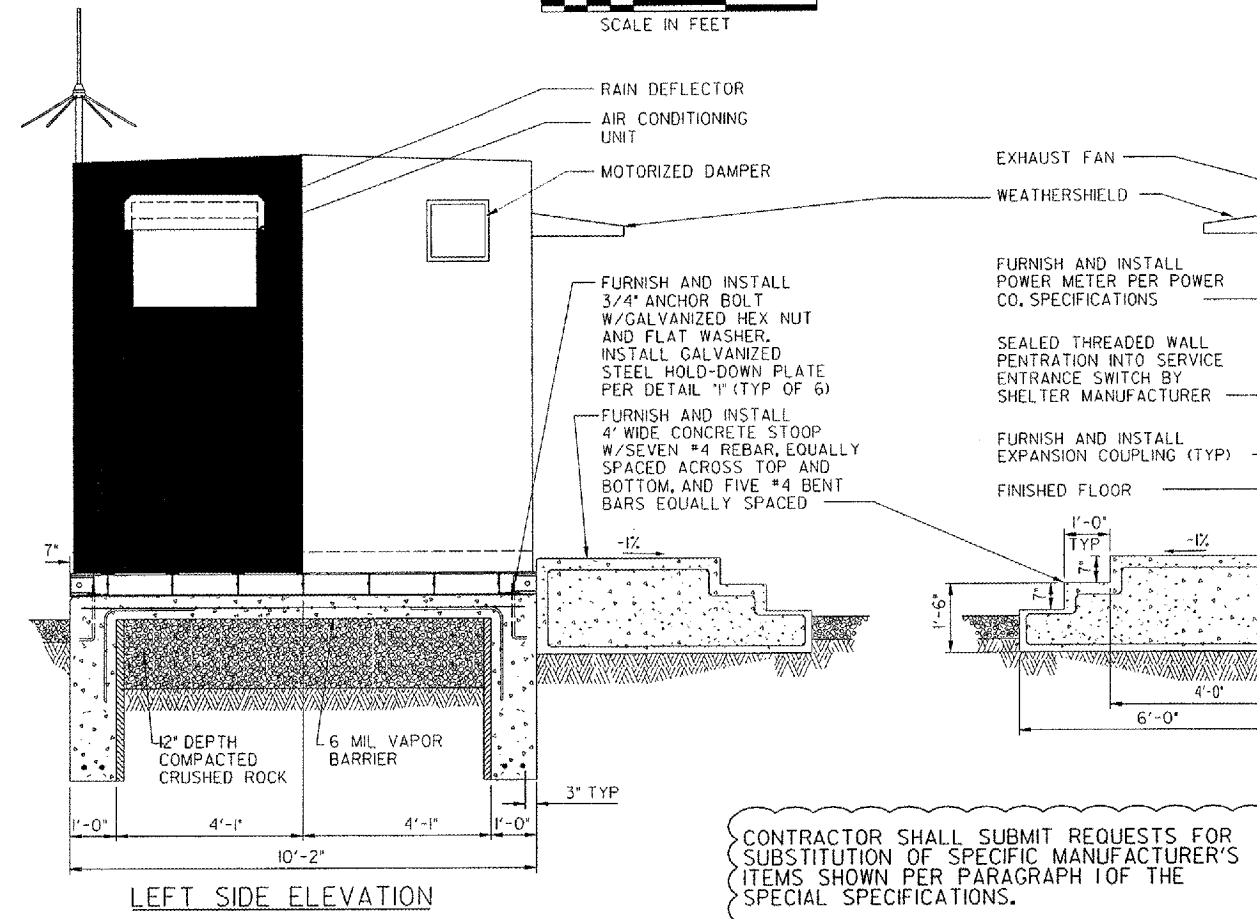 SCALE IN FEET
RAIN DEFLECTOR
AIR CONDITIONING
UNIT
MOTORIZED DAMPER
EXHAUST FAN
WEATHERSHIELD
FURNISH AND INSTALL
3/4" ANCHOR BOLT
W/GALVANIZED HEX NUT
AND FLAT WASHER.
INSTALL GALVANIZED
STEEL HOLD-DOWN PLATE
PER DETAIL "1" (TYP OF 6)
FURNISH AND INSTALL
4' WIDE CONCRETE STOOP
W/SEVEN #4 REBAR, EQUALLY
SPACED ACROSS TOP AND
BOTTOM, AND FIVE #4 BENT
BARS EQUALLY SPACED
FURNISH AND INSTALL
POWER METER PER POWER
CO. SPECIFICATIONS
SEALED THREADED WALL
PENTRATION INTO SERVICE
ENTRANCE SWITCH BY
SHELTER MANUFACTURER
FURNISH AND INSTALL
EXPANSION COUPLING (TYP)
FINISHED FLOOR
7"
-1%
1'-0"
TYP
-1%
7"
7"
1'-6"
4'-0"
6'-0"
12" DEPTH
COMPACTED
CRUSHED ROCK
6 MIL VAPOR
BARRIER
3" TYP
1'-0"
4'-1"
4'-1"
1'-0"
10'-2"
LEFT SIDE ELEVATION
CONTRACTOR SHALL SUBMIT REQUESTS FOR
SUBSTITUTION OF SPECIFIC MANUFACTURER'S
ITEMS SHOWN PER PARAGRAPH 1 OF THE
SPECIAL SPECIFICATIONS.